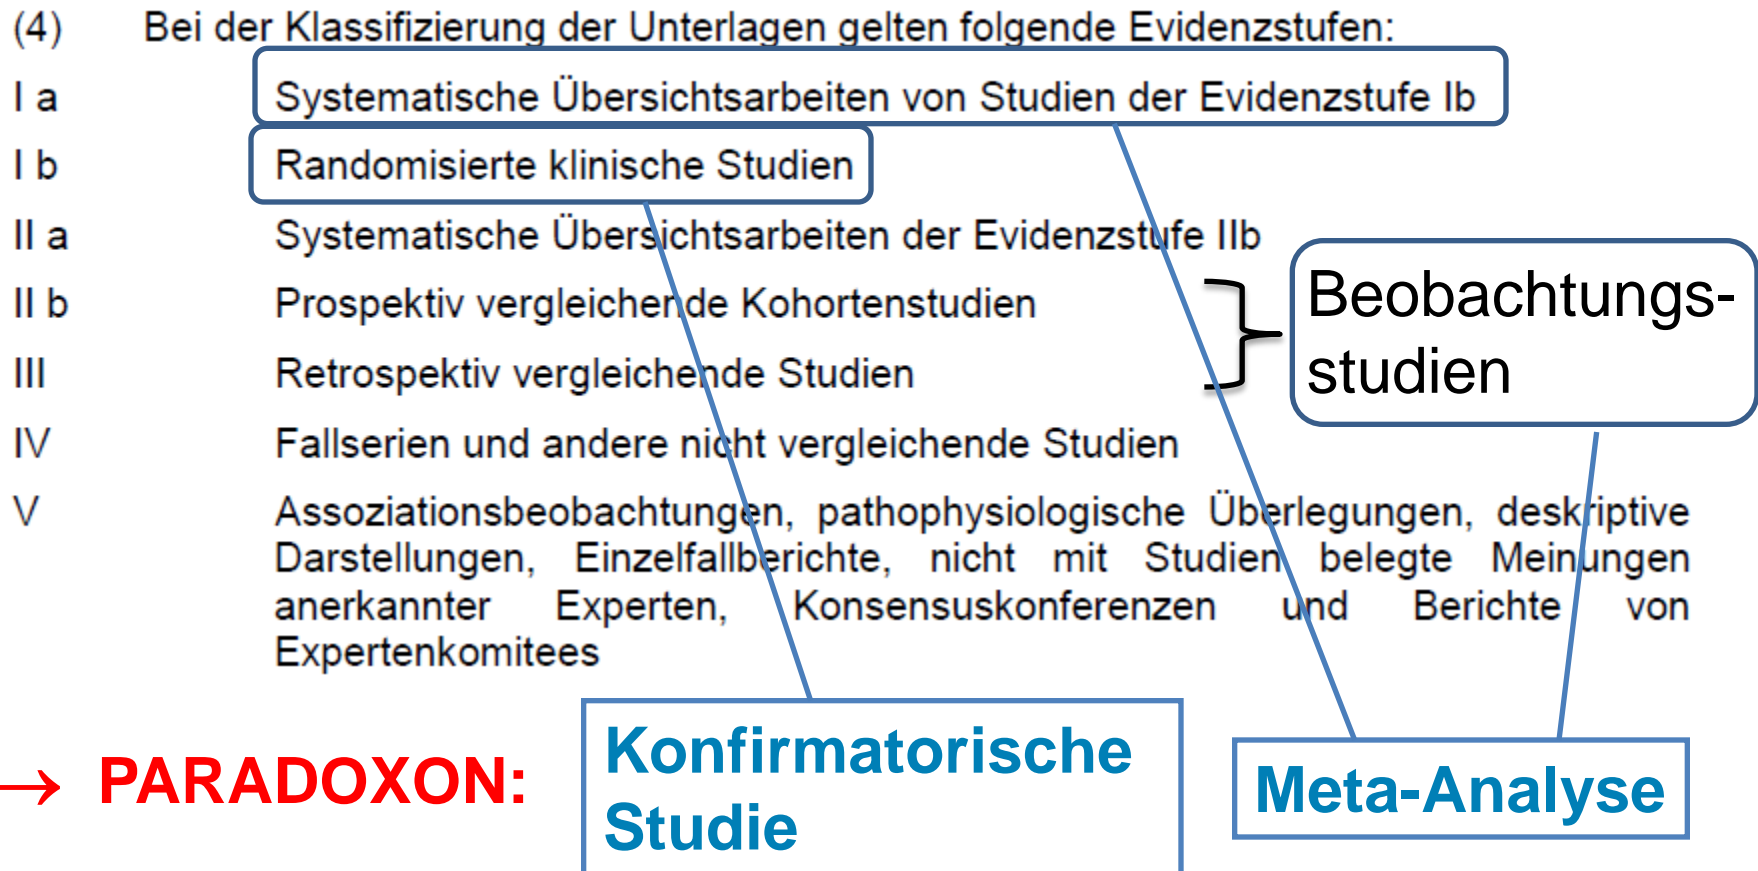 (4) Bei der Klassifizierung der Unterlagen gelten folgende Evidenzstufen:
I a Systematische Übersichtsarbeiten von Studien der Evidenzstufe Ib
I b Randomisierte klinische Studien
II a Systematische Übersichtsarbeiten der Evidenzstufe IIb
II b Prospektiv vergleichende Kohortenstudien
III Retrospektiv vergleichende Studien
Beobachtungs-
studien
IV Fallserien und andere nicht vergleichende Studien
V Assoziationsbeobachtungen, pathophysiologische Überlegungen, deskriptive
Darstellungen, Einzelfallberichte, nicht mit Studien belegte Meinungen
anerkannter Experten, Konsensuskonferenzen und Berichte von
Expertenkomitees
→ PARADOXON:
Konfirmatorische
Studie
Meta-Analyse